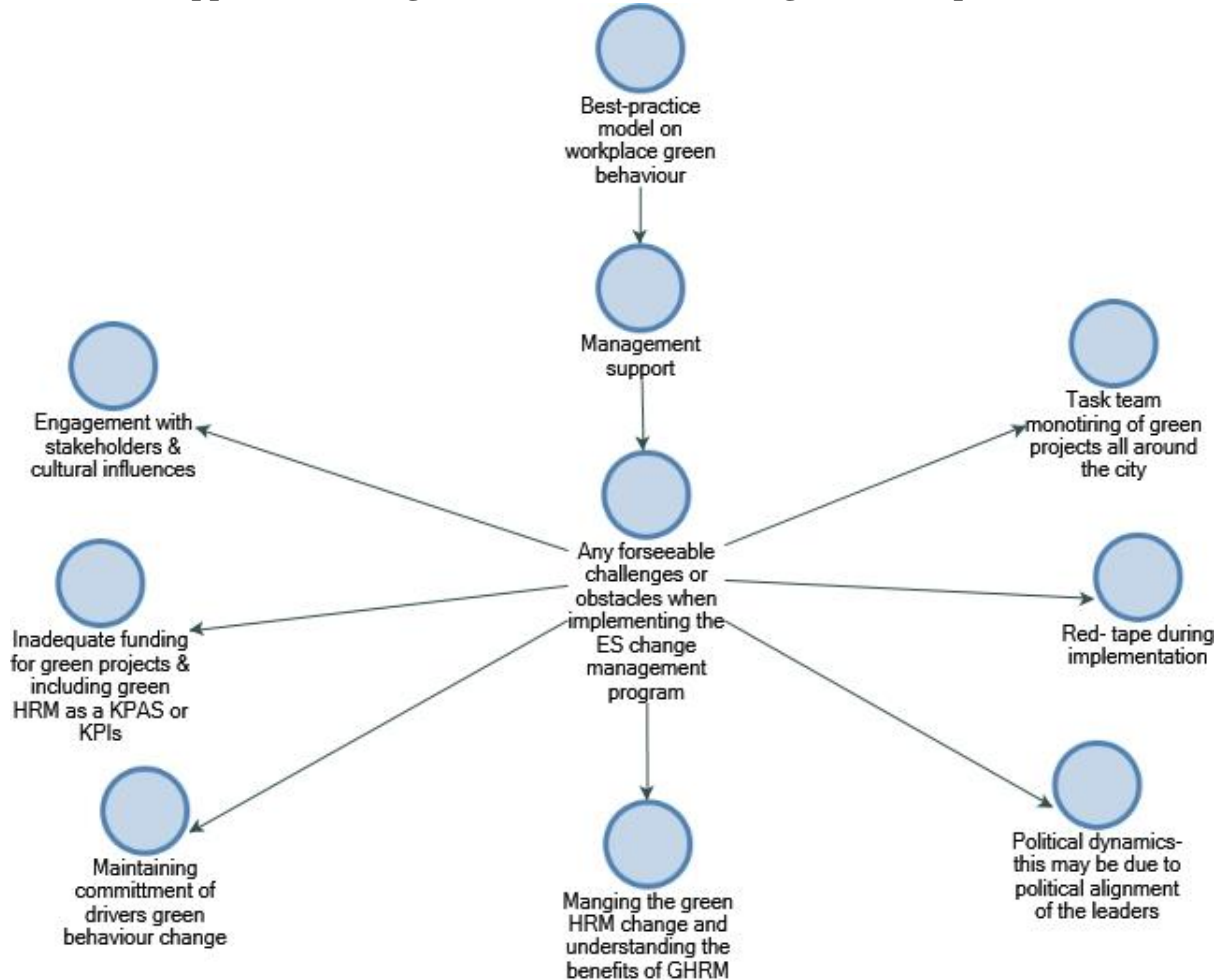 Best-practice
model on
workplace green
behaviour
Management
support
Engagement with
stakeholders &
cultural influences
Task team
monotiring of green
projects all around
the city
Any forseeable
challenges or
obstacles when
implementing the
ES change
management
program
Inadequate funding
for green projects &
including green
HRM as a KPAS or
KPIs
Red- tape during
implementation
Maintaining
committment of
drivers green
behaviour change
Manging the green
HRM change and
understanding the
benefits of GHRM
Political dynamics-
this may be due to
political alignment
of the leaders